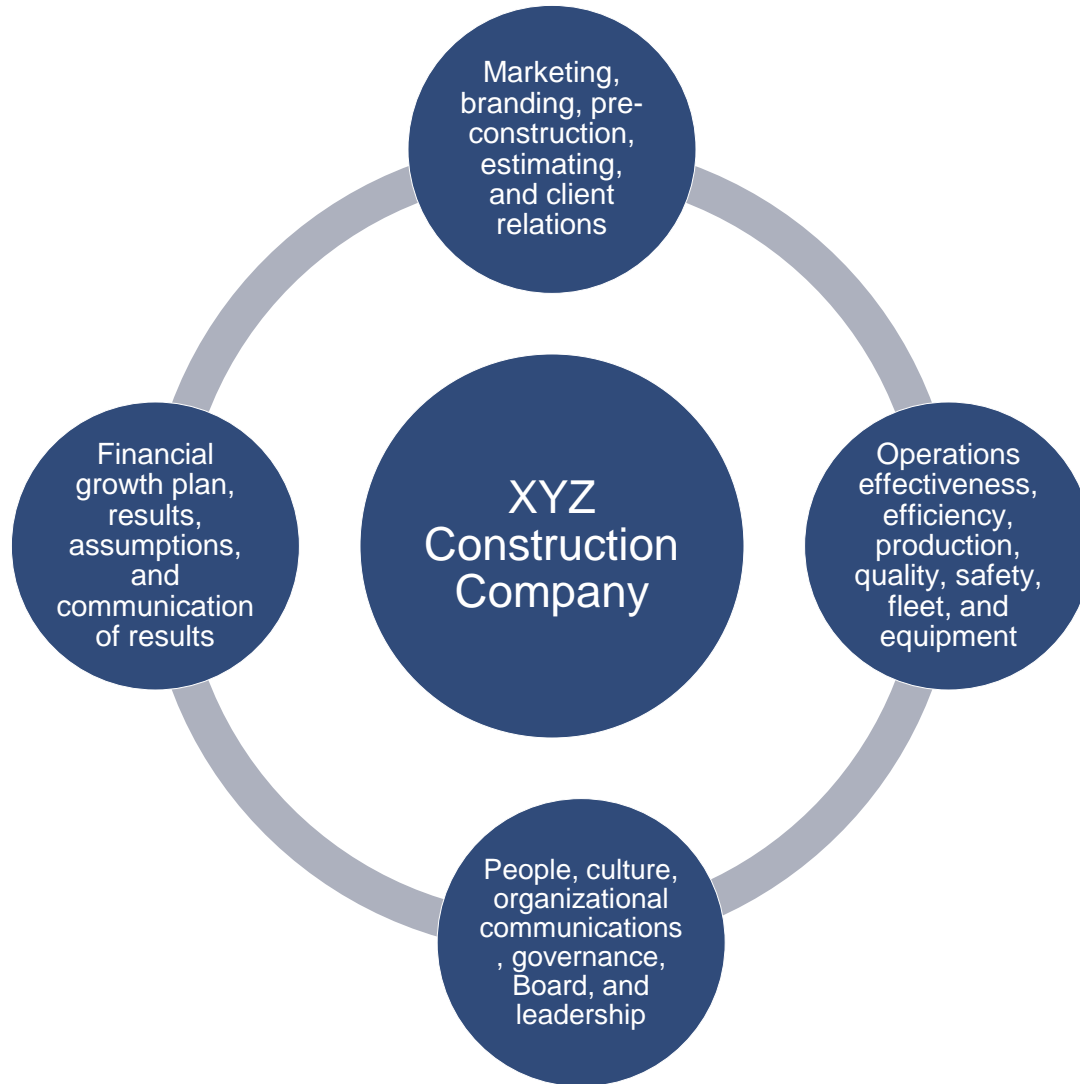 Marketing,
branding, pre-
construction,
estimating,
and client
relations
Financial
growth plan,
results,
assumptions,
and
communication
of results
XYZ
Construction
Company
Operations
effectiveness,
efficiency,
production,
quality, safety,
fleet, and
equipment
People, culture,
organizational
communications
, governance,
Board, and
leadership